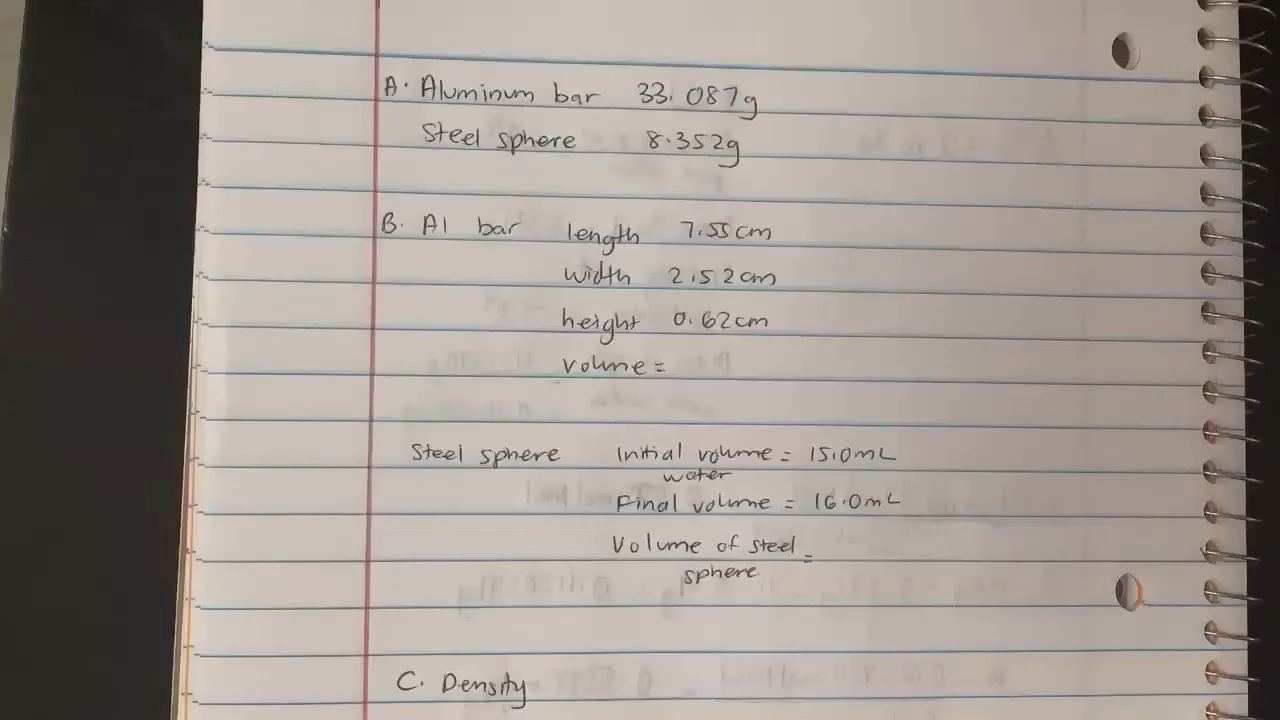 A. Aluminum bar 33.087g
Steel sphere 8.352g
B. Al bar length 7.55cm
width 2.52cm
height 0.62cm
volume =
Steel sphere Initial volume = 15.0mL
water
Final volume = 16.0mL
Volume of steel =
sphere
C. Density